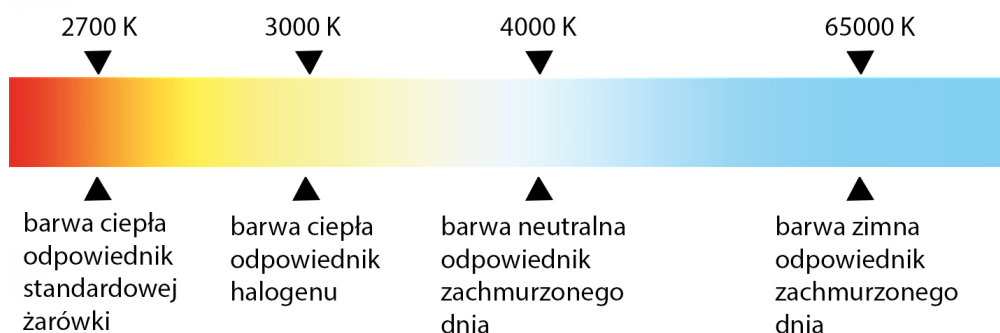 2700 K
3000 K
4000 K
65000 K
barwa ciepła
odpowiednik
standardowej
żarówki
barwa ciepła
odpowiednik
halogenu
barwa neutralna
odpowiednik
zachmurzonego
dnia
barwa zimna
odpowiednik
zachmurzonego
dnia